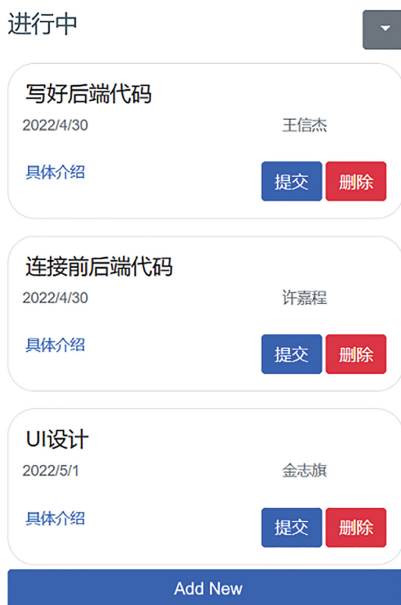 进行中
写好后端代码
2022/4/30 王信杰
具体介绍 提交 删除
连接前后端代码
2022/4/30 许嘉程
具体介绍 提交 删除
UI设计
2022/5/1 金志旗
具体介绍 提交 删除
Add New